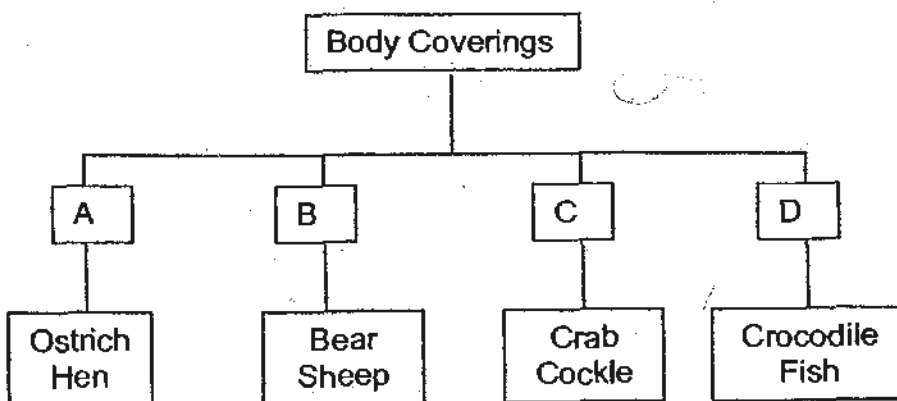 Body Coverings
A
B
C
D
Ostrich
Hen
Bear
Sheep
Crab
Cockle
Crocodile
Fish